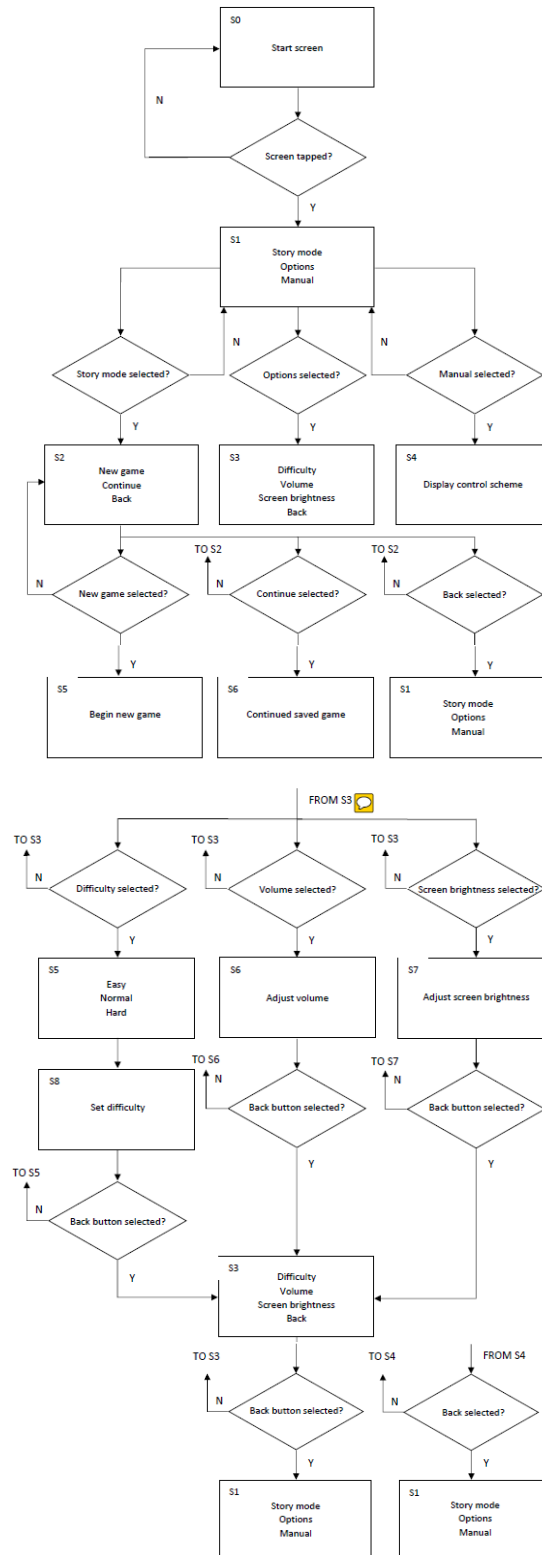 S0
Start screen
N
Screen tapped?
Y
S1
Story mode
Options
Manual
N
N
Story mode selected?
Options selected?
Manual selected?
Y
Y
Y
S2
New game
Continue
Back
S3
Difficulty
Volume
Screen brightness
Back
S4
Display control scheme
TO S2
TO S2
N
New game selected?
N
Continue selected?
N
Back selected?
Y
Y
Y
S5
Begin new game
S6
Continued saved game
S1
Story mode
Options
Manual
FROM S3
TO S3
TO S3
TO S3
N
Difficulty selected?
N
Volume selected?
N
Screen brightness selected?
Y
Y
Y
S5
Easy
Normal
Hard
S6
Adjust volume
S7
Adjust screen brightness
TO S6
TO S7
S8
Set difficulty
N
Back button selected?
N
Back button selected?
TO S5
Y
Y
N
Back button selected?
Y
S3
Difficulty
Volume
Screen brightness
Back
TO S3
TO S4
FROM S4
N
Back button selected?
N
Back selected?
Y
Y
S1
Story mode
Options
Manual
S1
Story mode
Options
Manual